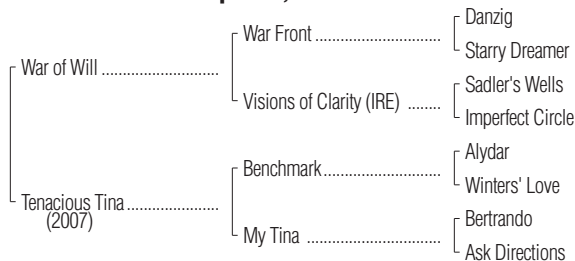 Danzig
War Front ................................
Starry Dreamer
War of Will ..............................
Sadler's Wells
Visions of Clarity (IRE) ........
Imperfect Circle
Alydar
Benchmark..............................
Winters' Love
Tenacious Tina ........................
(2007)
Bertrando
My Tina ..................................
Ask Directions